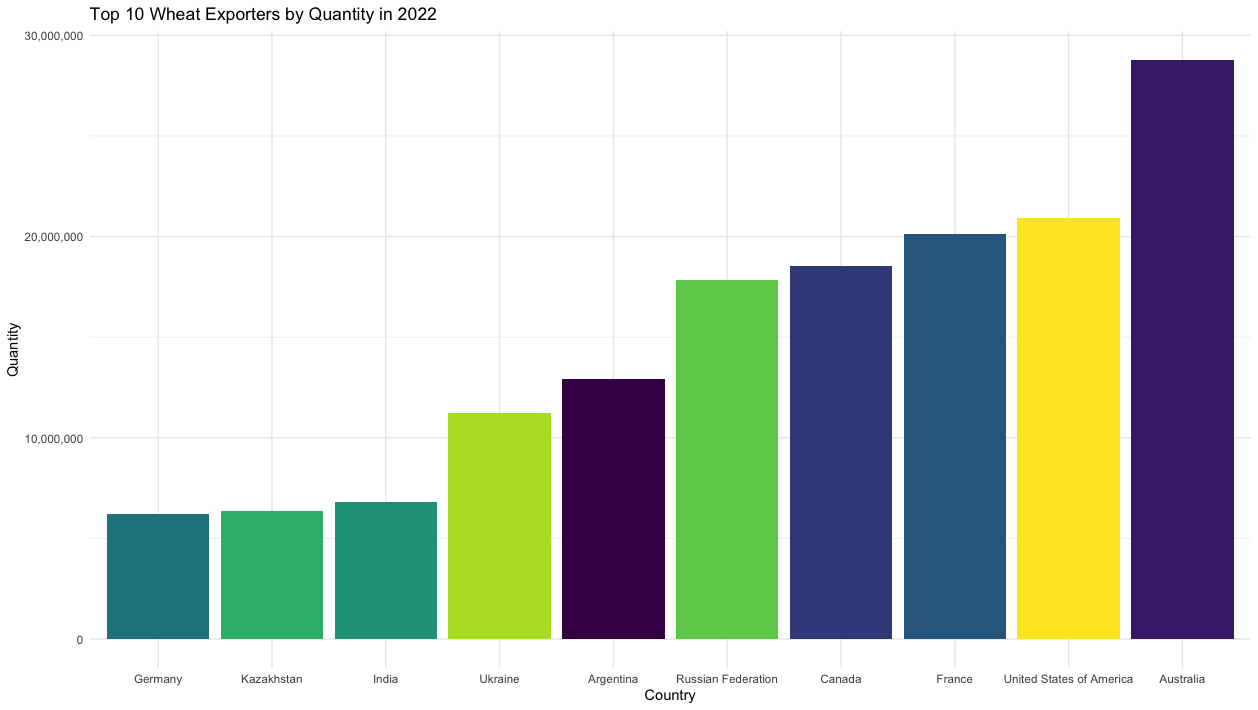 Top 10 Wheat Exporters by Quantity in 2022
30,000,000
20,000,000
10,000,000
0
Quantity
Germany Kazakhstan India Ukraine Argentina Russian Federation Canada France United States of America Australia
Country